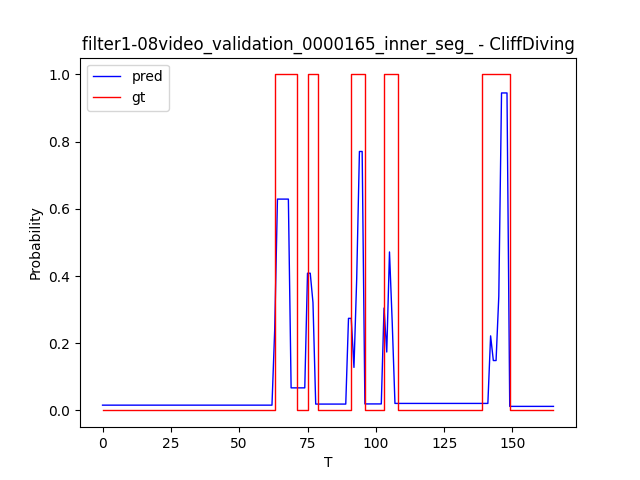 filter1-08video_validation_0000165_inner_seg_ - CliffDiving
pred
gt
1.0
0.8
0.6
0.4
0.2
0.0
Probability
0 25 50 75 100 125 150
T